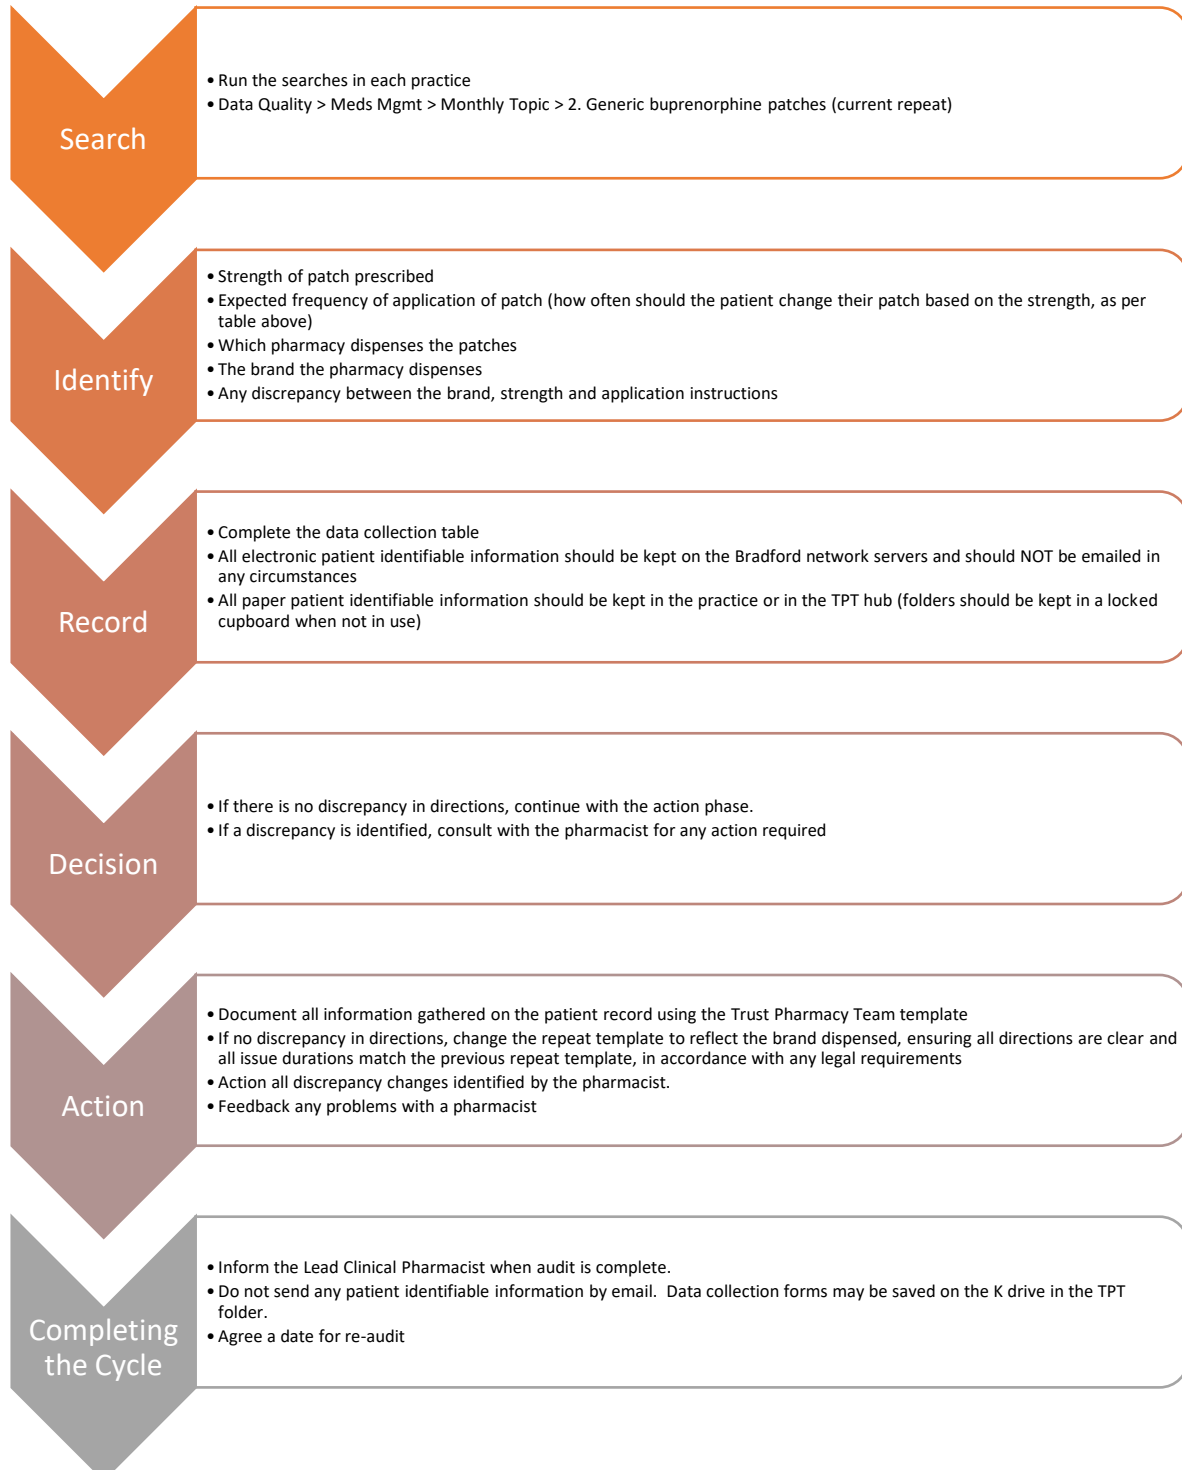 Search
• Run the searches in each practice
• Data Quality > Meds Mgmt > Monthly Topic > 2. Generic buprenorphine patches (current repeat)
Identify
• Strength of patch prescribed
• Expected frequency of application of patch (how often should the patient change their patch based on the strength, as per
table above)
• Which pharmacy dispenses the patches
• The brand the pharmacy dispenses
• Any discrepancy between the brand, strength and application instructions
Record
• Complete the data collection table
• All electronic patient identifiable information should be kept on the Bradford network servers and should NOT be emailed in
any circumstances
• All paper patient identifiable information should be kept in the practice or in the TPT hub (folders should be kept in a locked
cupboard when not in use)
Decision
• If there is no discrepancy in directions, continue with the action phase.
• If a discrepancy is identified, consult with the pharmacist for any action required
Action
• Document all information gathered on the patient record using the Trust Pharmacy Team template
• If no discrepancy in directions, change the repeat template to reflect the brand dispensed, ensuring all directions are clear and
all issue durations match the previous repeat template, in accordance with any legal requirements
• Action all discrepancy changes identified by the pharmacist.
• Feedback any problems with a pharmacist
Completing
the Cycle
• Inform the Lead Clinical Pharmacist when audit is complete.
• Do not send any patient identifiable information by email.  Data collection forms may be saved on the K drive in the TPT
folder.
• Agree a date for re-audit